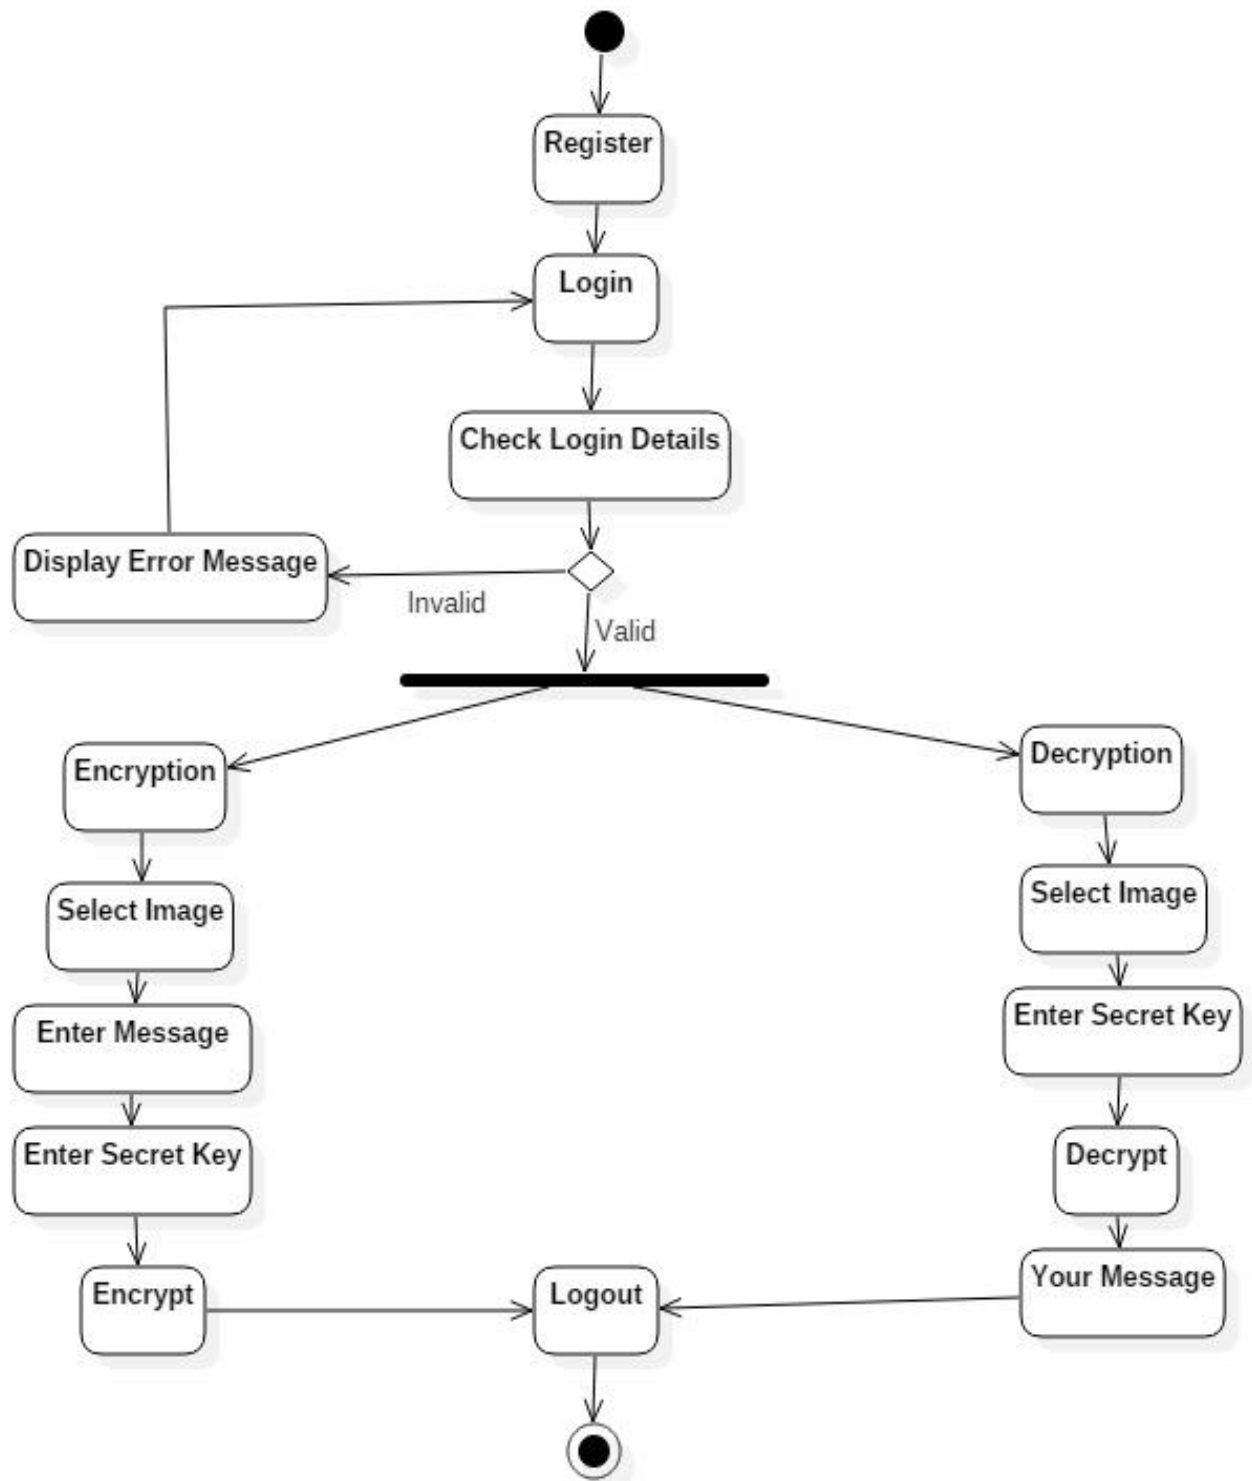 Register
Login
Check Login Details
Display Error Message
Invalid
Valid
Encryption
Decryption
Select Image
Select Image
Enter Message
Enter Secret Key
Enter Secret Key
Decrypt
Encrypt
Logout
Your Message